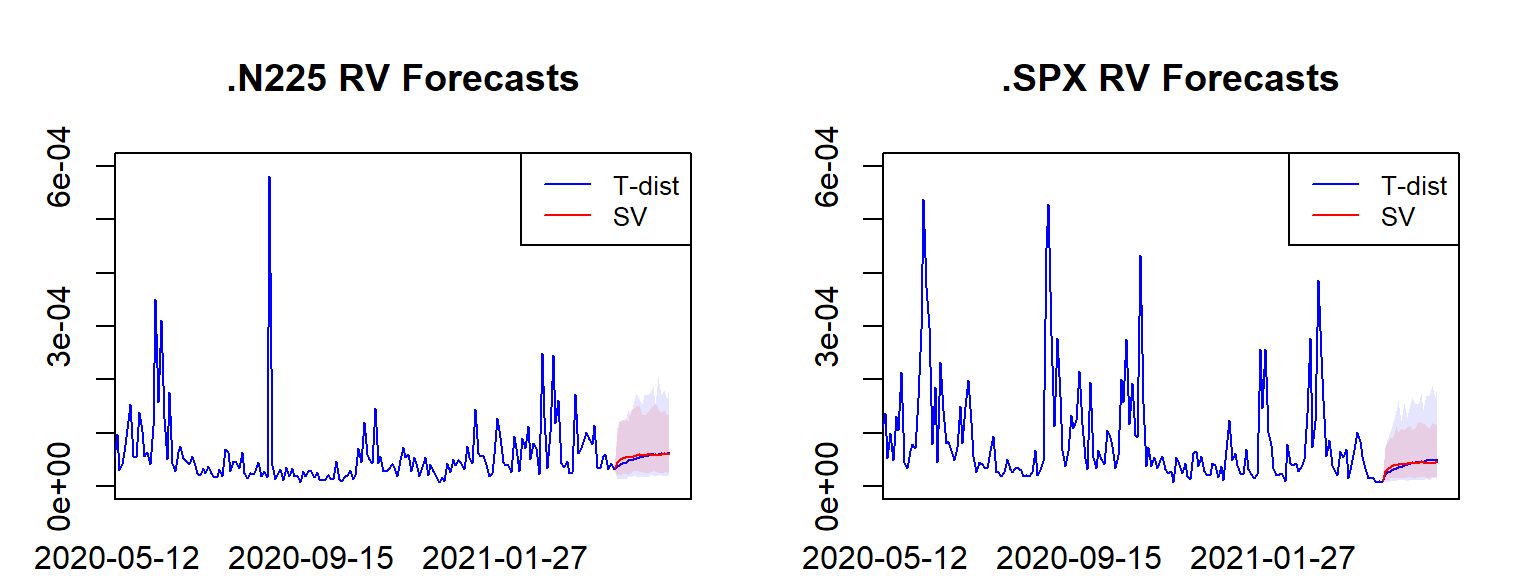 .N225 RV Forecasts
6e-04
3e-04
0e+00
T-dist
SV
2020-05-12
2020-09-15
2021-01-27
.SPX RV Forecasts
6e-04
3e-04
0e+00
T-dist
SV
2020-05-12
2020-09-15
2021-01-27